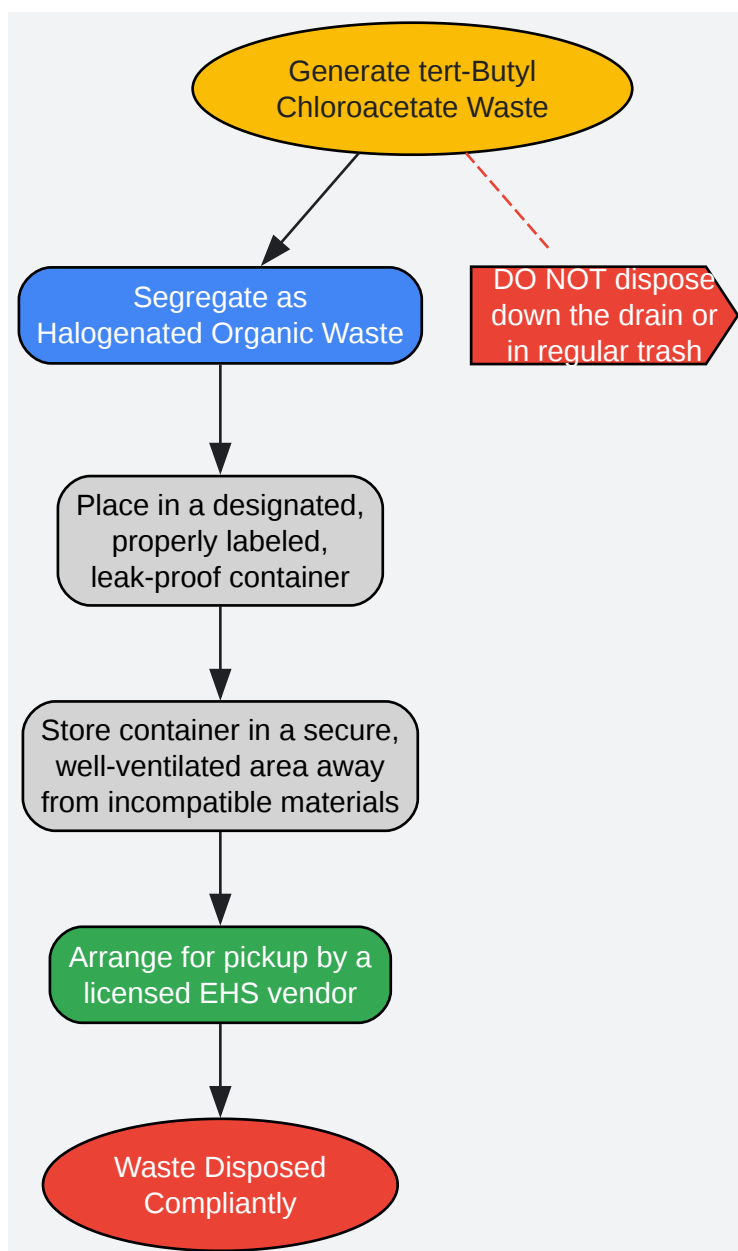 Generate tert-Butyl
Chloroacetate Waste
Segregate as
Halogenated Organic Waste
DO NOT dispose
down the drain or
in regular trash
Place in a designated,
properly labeled,
leak-proof container
Store container in a secure,
well-ventilated area away
from incompatible materials
Arrange for pickup by a
licensed EHS vendor
Waste Disposed
Compliantly